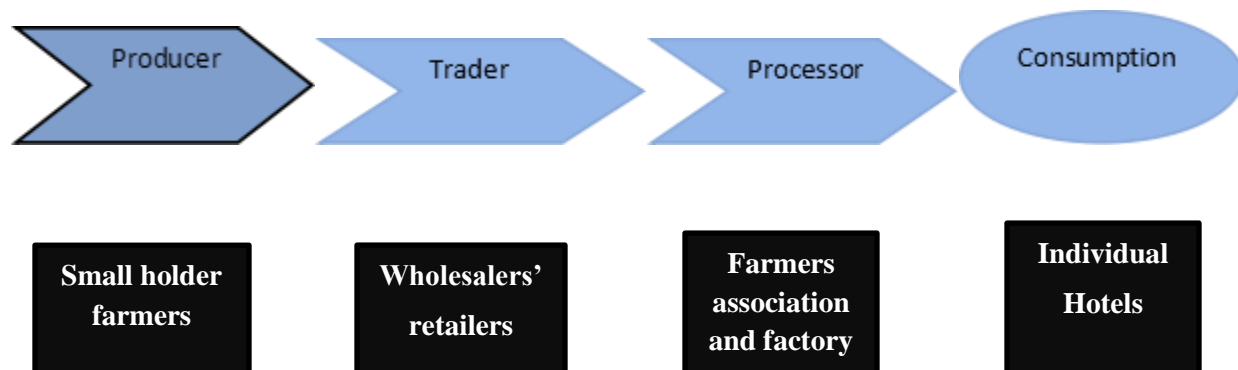 Producer
Trader
Processor
Consumption
Small holder
farmers
Wholesalers’
retailers
Farmers
association
and factory
Individual
Hotels